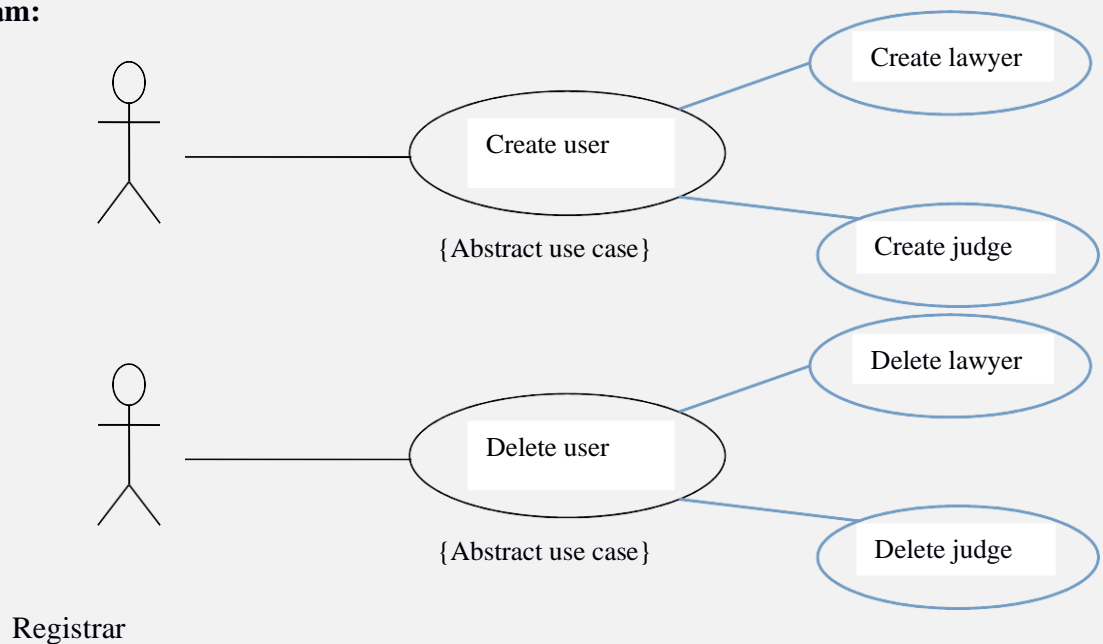 am:
Create lawyer
Create user
{Abstract use case}
Create judge
Delete lawyer
Delete user
{Abstract use case}
Delete judge
Registrar